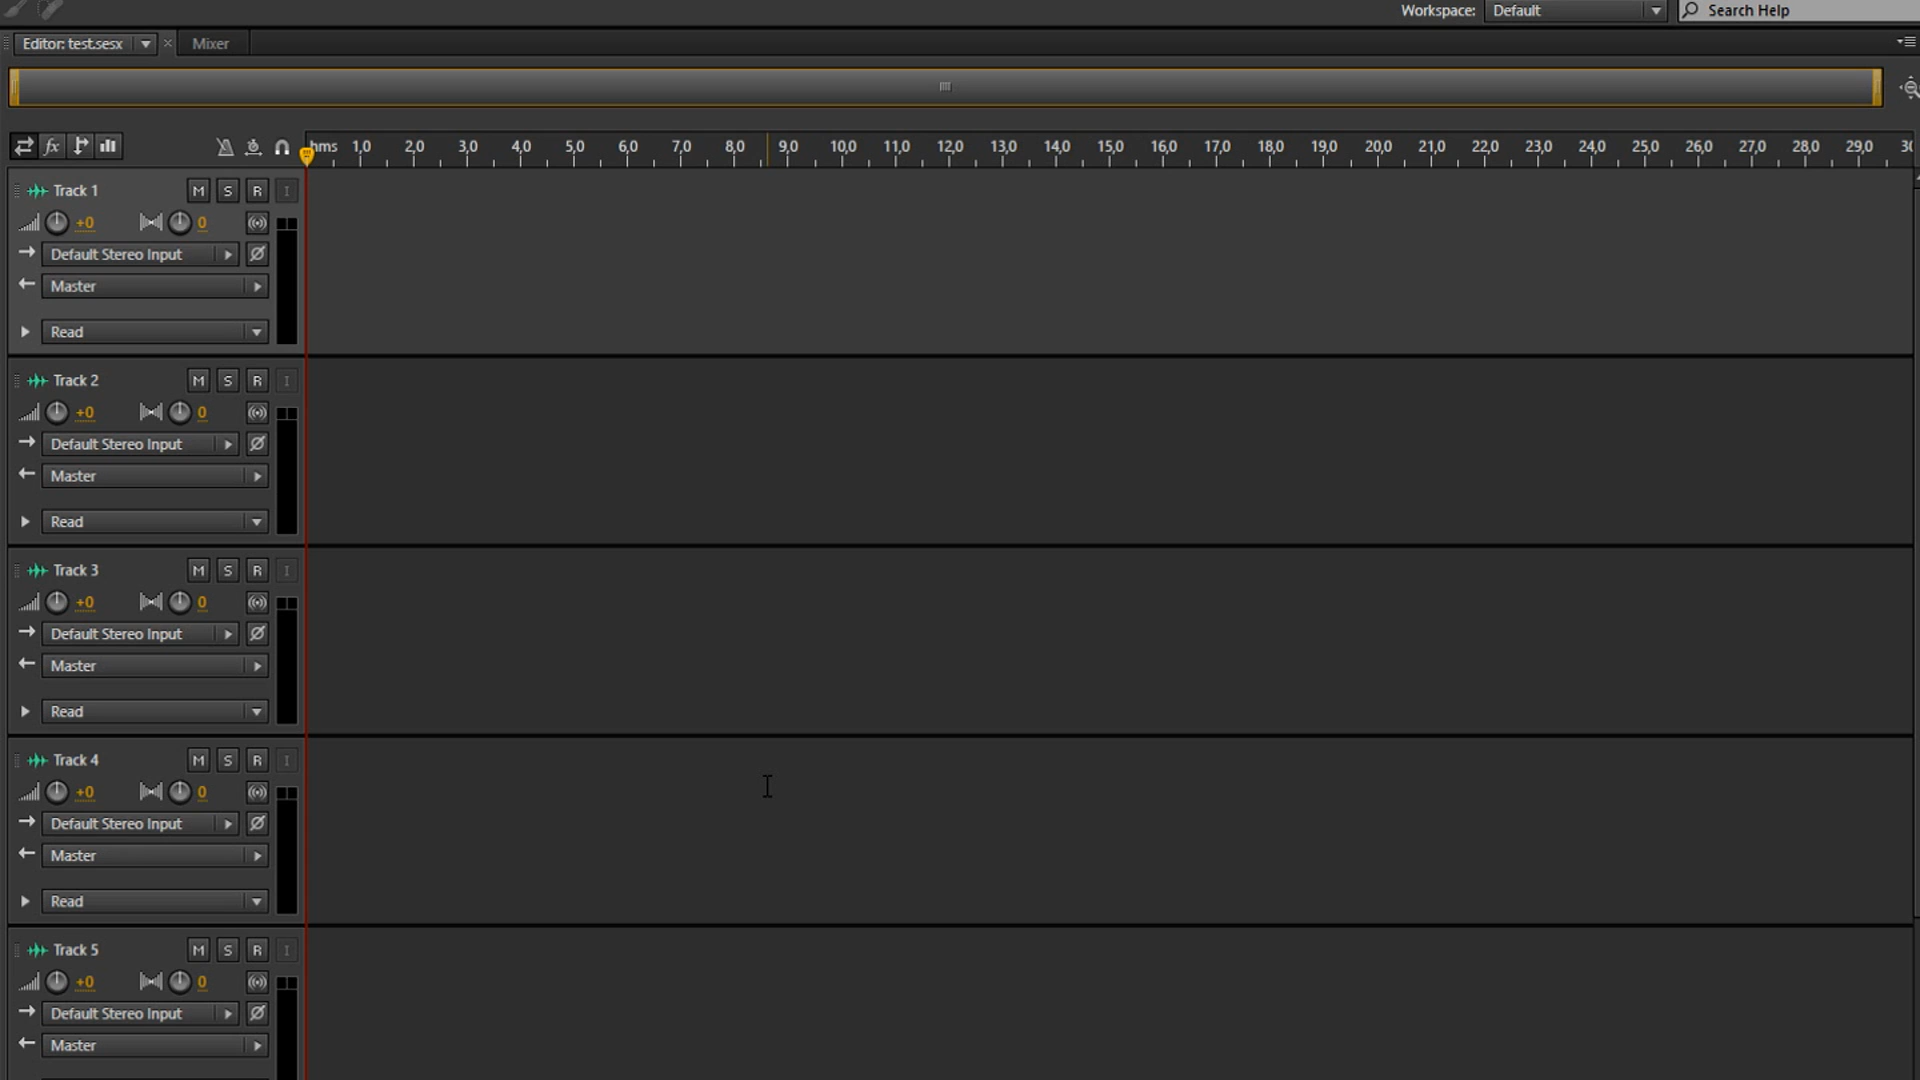 Workspace: Default Search Help
Editor: test.sesx Mixer
fx hms 1,0 2,0 3,0 4,0 5,0 6,0 7,0 8,0 9,0 10,0 11,0 12,0 13,0 14,0 15,0 16,0 17,0 18,0 19,0 20,0 21,0 22,0 23,0 24,0 25,0 26,0 27,0 28,0 29,0
Track 1 M S R I
+0 0
Default Stereo Input
Master
Read
Track 2 M S R I
+0 0
Default Stereo Input
Master
Read
Track 3 M S R I
+0 0
Default Stereo Input
Master
Read
Track 4 M S R I
+0 0
Default Stereo Input
Master
Read
Track 5 M S R I
+0 0
Default Stereo Input
Master